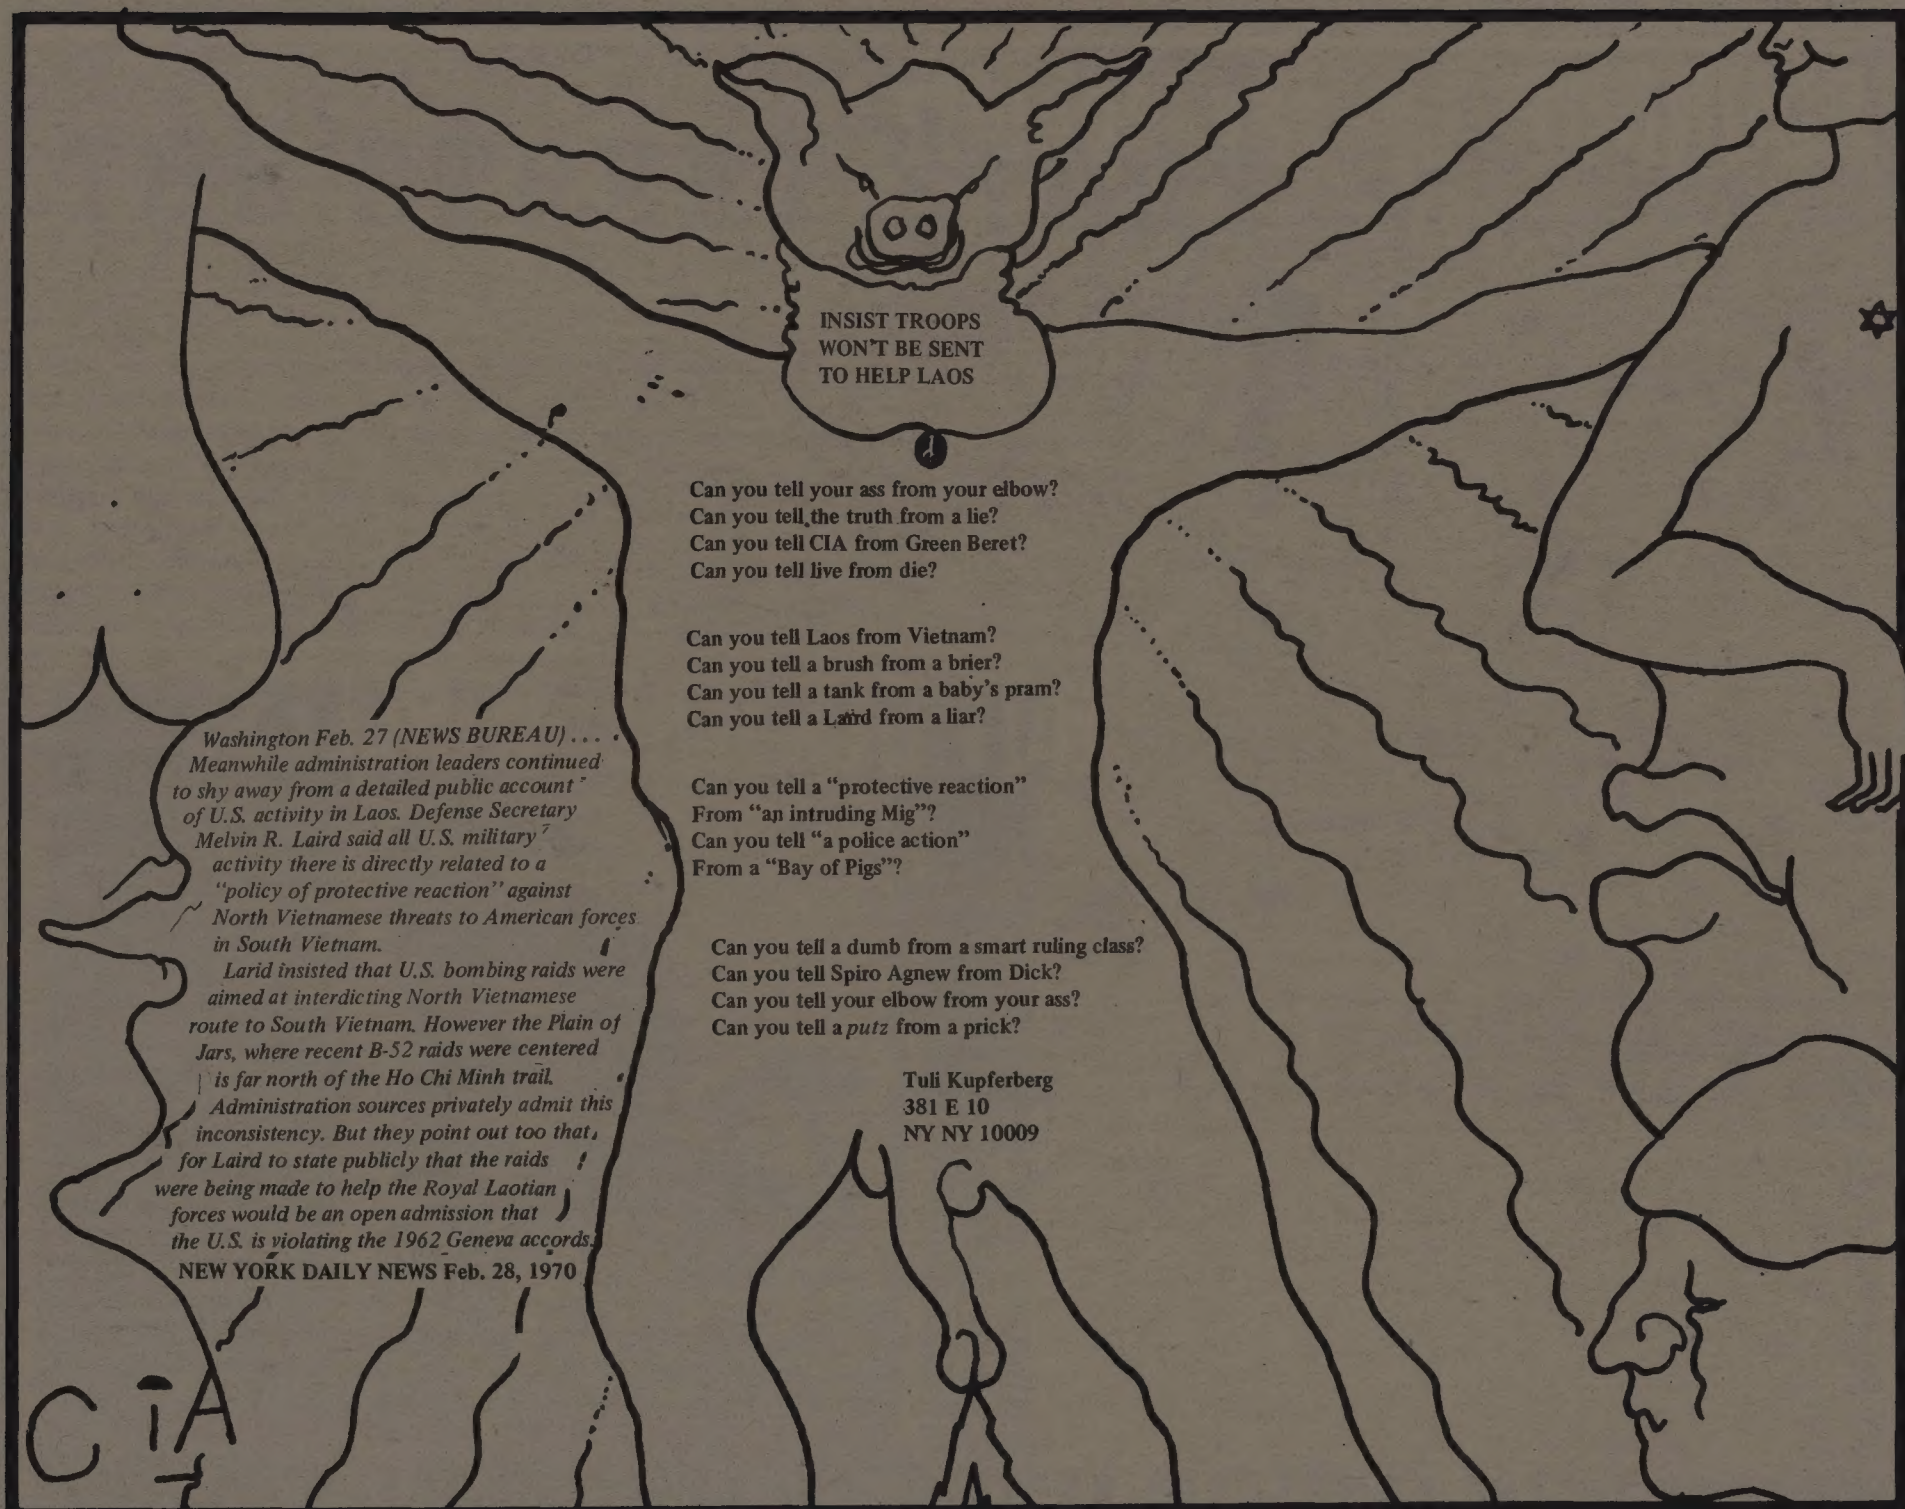 INSIST TROOPS
WON'T BE SENT
TO HELP LAOS
Can you tell your ass from your elbow?
Can you tell the truth from a lie?
Can you tell CIA from Green Beret?
Can you tell live from die?
Can you tell Laos from Vietnam?
Can you tell a brush from a brier?
Can you tell a tank from a baby's pram?
Can you tell a Laird from a liar?
Can you tell a “protective reaction”
From “an intruding Mig”?
Can you tell “a police action”
From a “Bay of Pigs”?
Can you tell a dumb from a smart ruling class?
Can you tell Spiro Agnew from Dick?
Can you tell your elbow from your ass?
Can you tell a putz from a prick?
Tuli Kupferberg
381 E 10
NY NY 10009
Washington Feb. 27 (NEWS BUREAU) . . .
Meanwhile administration leaders continued
to shy away from a detailed public account
of U.S. activity in Laos. Defense Secretary
Melvin R. Laird said all U.S. military
activity there is directly related to a
“policy of protective reaction” against
North Vietnamese threats to American forces
in South Vietnam.
Larid insisted that U.S. bombing raids were
aimed at interdicting North Vietnamese
route to South Vietnam. However the Plain of
Jars, where recent B-52 raids were centered
is far north of the Ho Chi Minh trail.
Administration sources privately admit this
inconsistency. But they point out too that
for Laird to state publicly that the raids
were being made to help the Royal Laotian
forces would be an open admission that
the U.S. is violating the 1962 Geneva accords.
NEW YORK DAILY NEWS Feb. 28, 1970
CIA